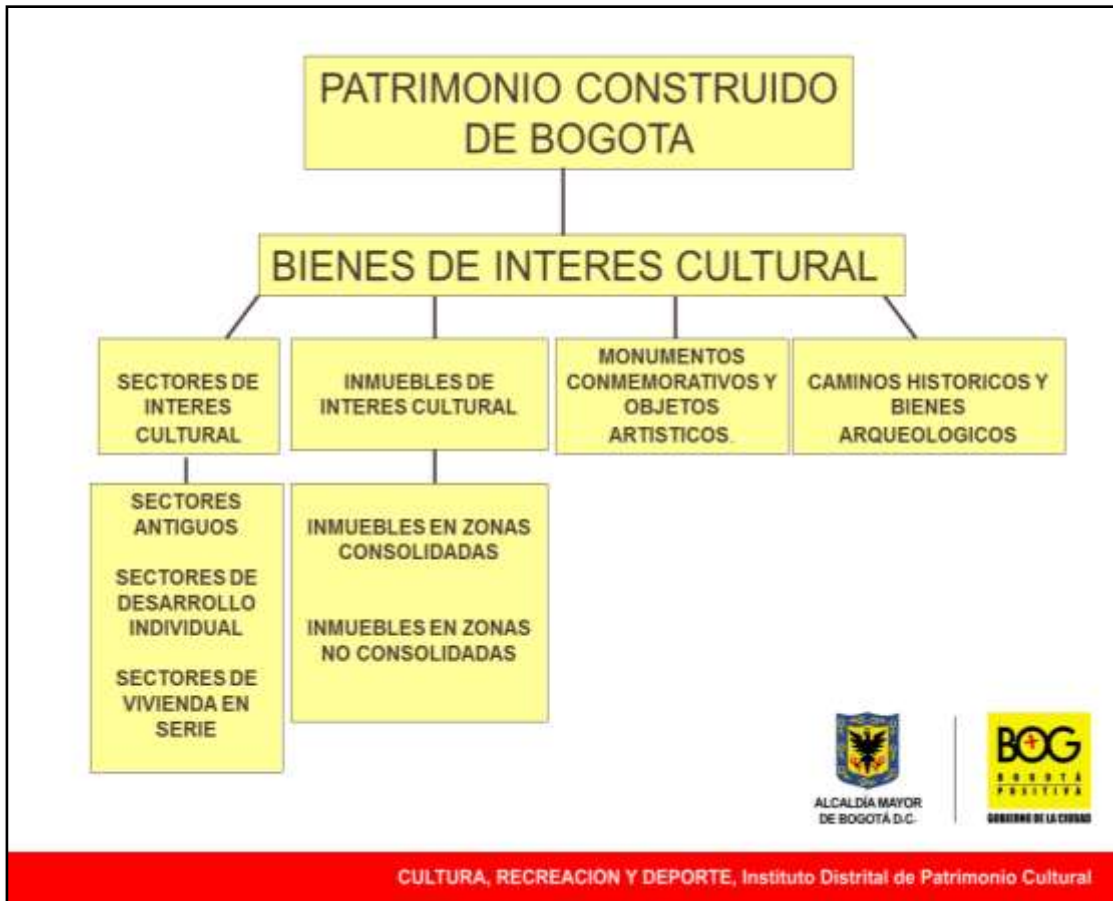 PATRIMONIO CONSTRUIDO
DE BOGOTA
BIENES DE INTERES CULTURAL
SECTORES DE
INTERES
CULTURAL
INMUEBLES DE
INTERES CULTURAL
MONUMENTOS
CONMEMORATIVOS Y
OBJETOS
ARTISTICOS.
CAMINOS HISTORICOS Y
BIENES
ARQUEOLOGICOS
SECTORES
ANTIGUOS
SECTORES DE
DESARROLLO
INDIVIDUAL
SECTORES DE
VIVIENDA EN
SERIE
INMUEBLES EN ZONAS
CONSOLIDADAS
INMUEBLES EN ZONAS
NO CONSOLIDADAS
ALCALDÍA MAYOR
DE BOGOTÁ D.C.
BOG
BOGOTÁ
POSITIVA
GOBIERNO DE LA CIUDAD
CULTURA, RECREACIÓN Y DEPORTE, Instituto Distrital de Patrimonio Cultural